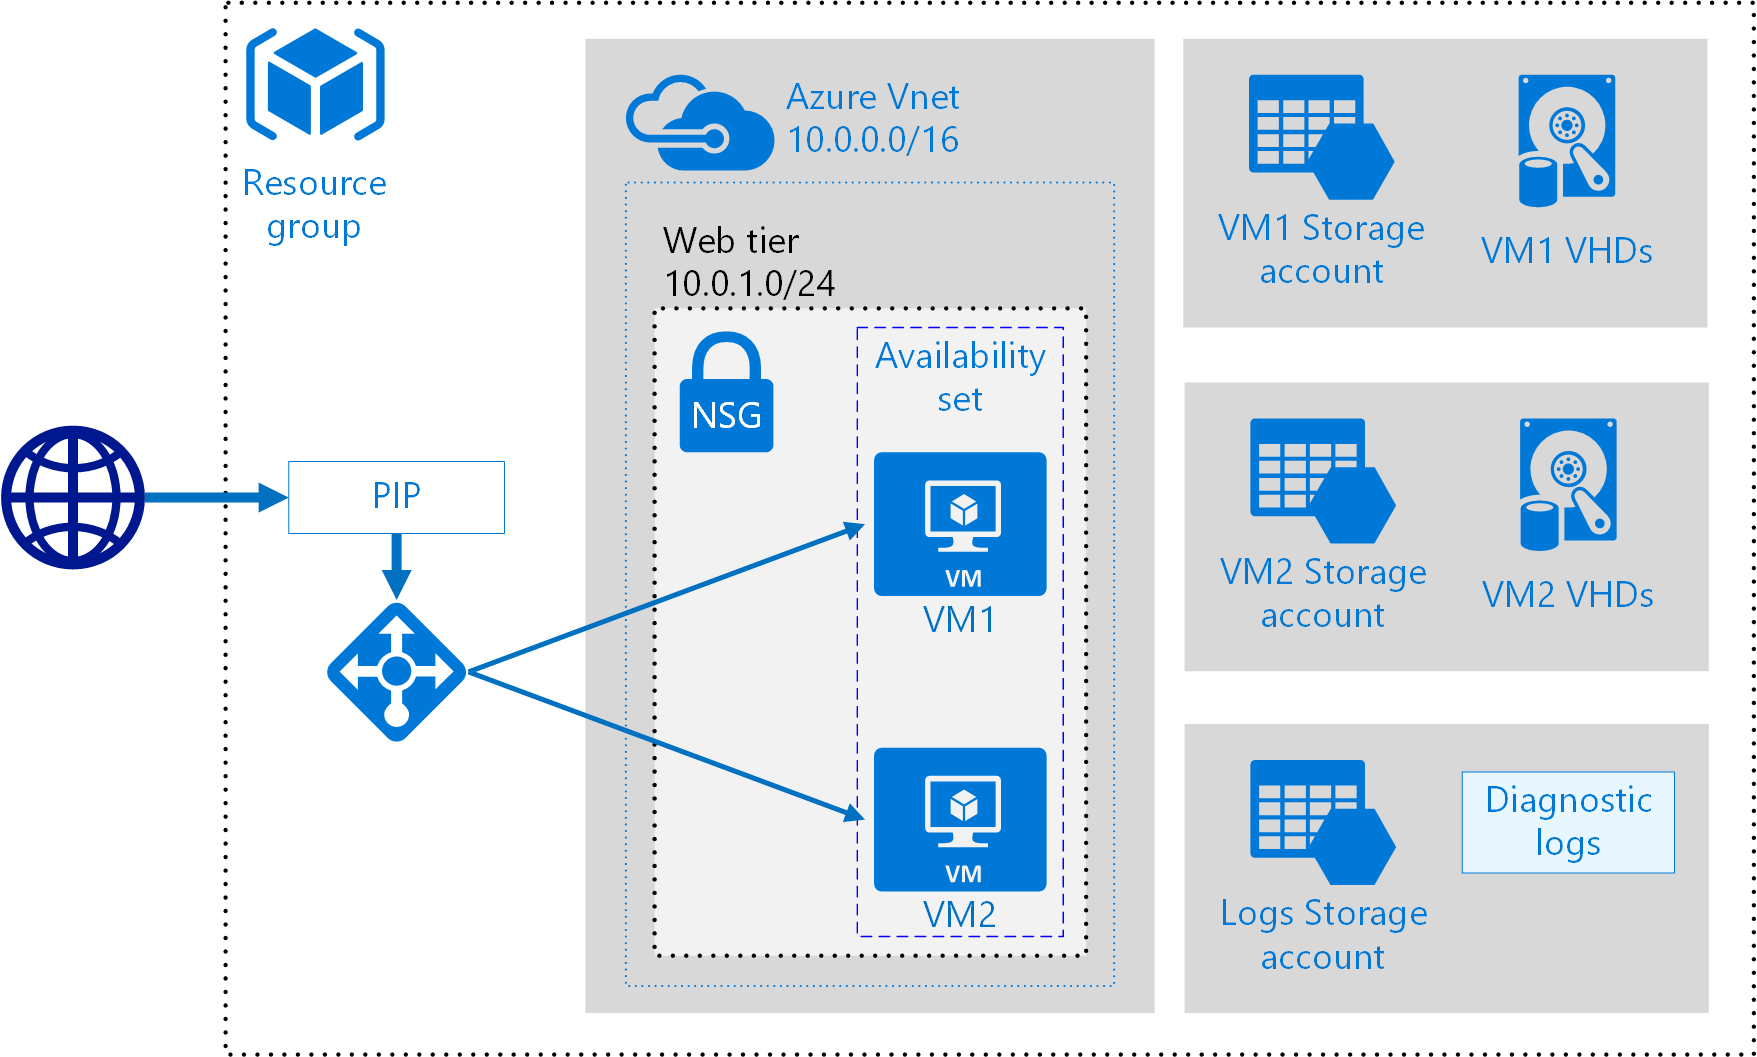 Resource
group
Azure Vnet
10.0.0.0/16
Web tier
10.0.1.0/24
NSG
Availability
set
VM
VM1
VM
VM2
PIP
VM1 Storage
account
VM1 VHDs
VM2 Storage
account
VM2 VHDs
Logs Storage
account
Diagnostic
logs